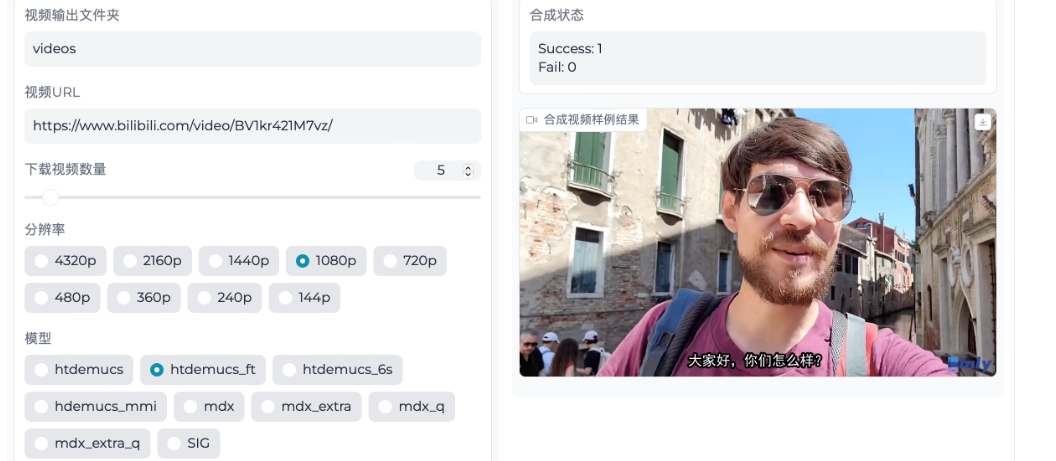 视频输出文件夹
videos
视频URL
https://www.bilibili.com/video/BV1kr421M7vz/
下载视频数量
5
分辨率
4320p 2160p 1440p 1080p 720p
480p 360p 240p 144p
模型
htdemucs htdemucs_ft htdemucs_6s
hdemucs_mmi mdx mdx_extra mdx_q
mdx_extra_q SIG
合成状态
Success: 1
Fail: 0
合成视频样例结果
大家好，你们怎么样？